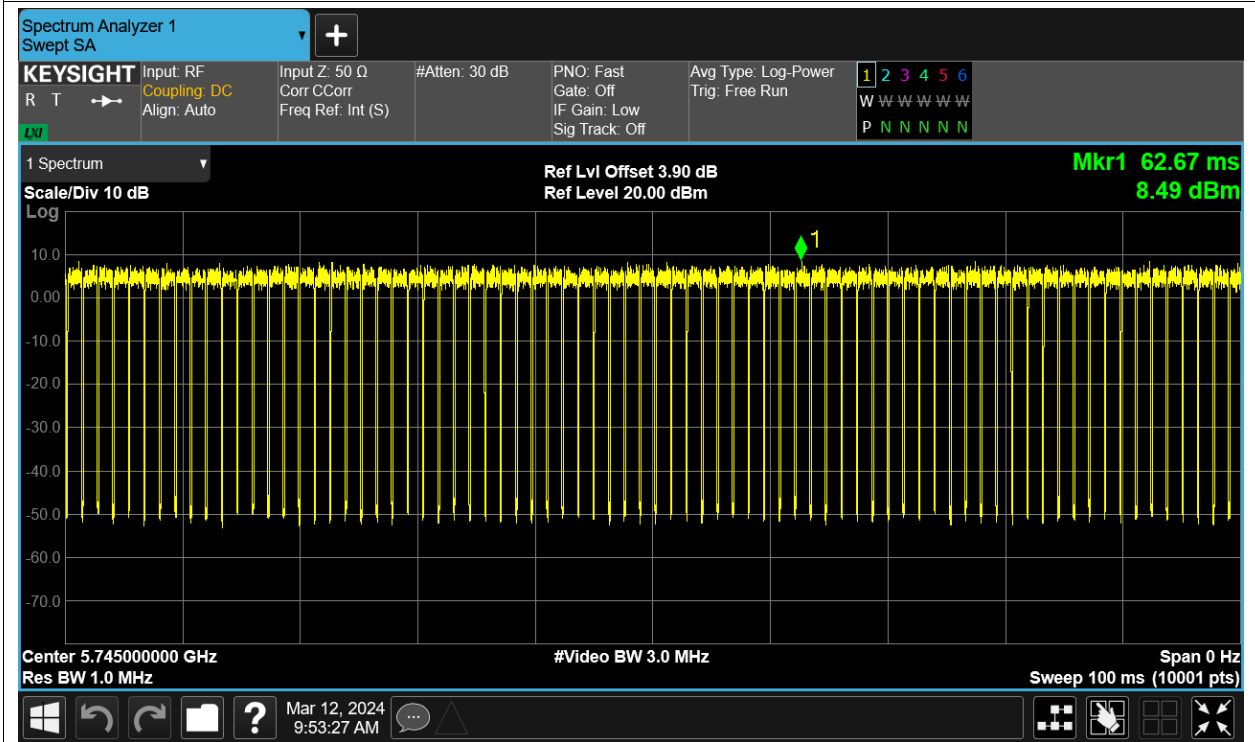 Spectrum Analyzer 1
Swept SA
KEYSIGHT
R T
LXI
Input: RF
Coupling: DC
Align: Auto
Input Z: 50 Ω
Corr CCorr
Freq Ref: Int (S)
#Atten: 30 dB
PNO: Fast
Gate: Off
IF Gain: Low
Sig Track: Off
Avg Type: Log-Power
Trig: Free Run
1 2 3 4 5 6
W W W W W W
P N N N N N
1 Spectrum
Scale/Div 10 dB
Log
Ref Lvl Offset 3.90 dB
Ref Level 20.00 dBm
Mkr1 62.67 ms
8.49 dBm
1
10.0
0.00
-10.0
-20.0
-30.0
-40.0
-50.0
-60.0
-70.0
Center 5.745000000 GHz
Res BW 1.0 MHz
#Video BW 3.0 MHz
Span 0 Hz
Sweep 100 ms (10001 pts)
?
Mar 12, 2024
9:53:27 AM